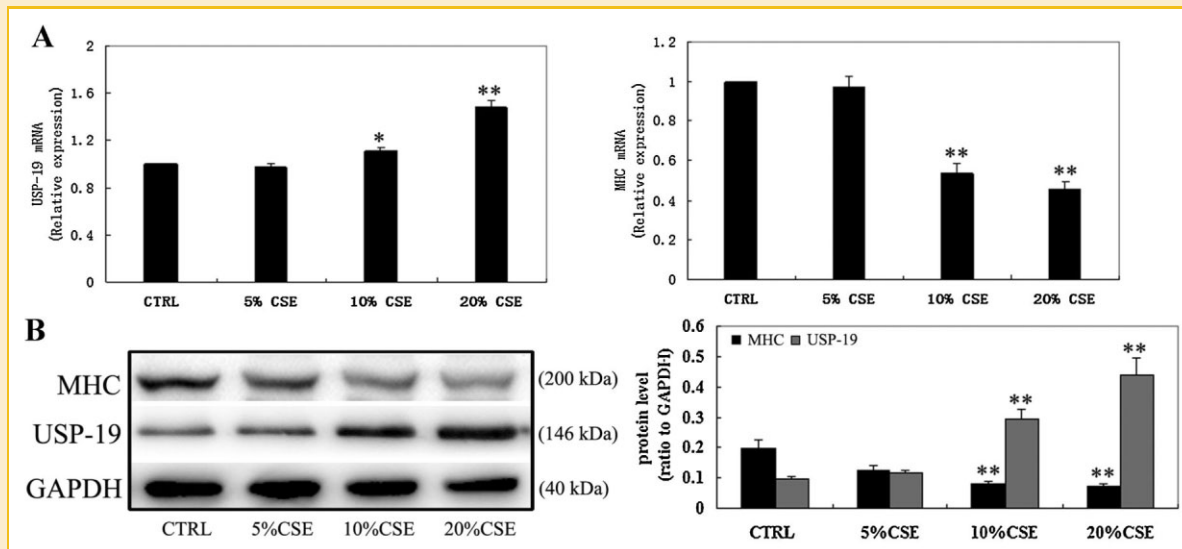 A
USP-19 mRNA
(Relative expression)
2
1.6
1.2
0.8
0.4
0
*
**
CTRL
5% CSE
10% CSE
20% CSE
MHC mRNA
(Relative expression)
1.2
1
0.8
0.6
0.4
0.2
0
**
**
CTRL
5% CSE
10% CSE
20% CSE
B
MHC
(200 kDa)
USP-19
(146 kDa)
GAPDH
(40 kDa)
CTRL
5%CSE
10%CSE
20%CSE
protein level
(ratio to GAPDI-I)
0.6
0.5
0.4
0.3
0.2
0.1
0
MHC
USP-19
**
**
**
**
CTRL
5%CSE
10%CSE
20%CSE